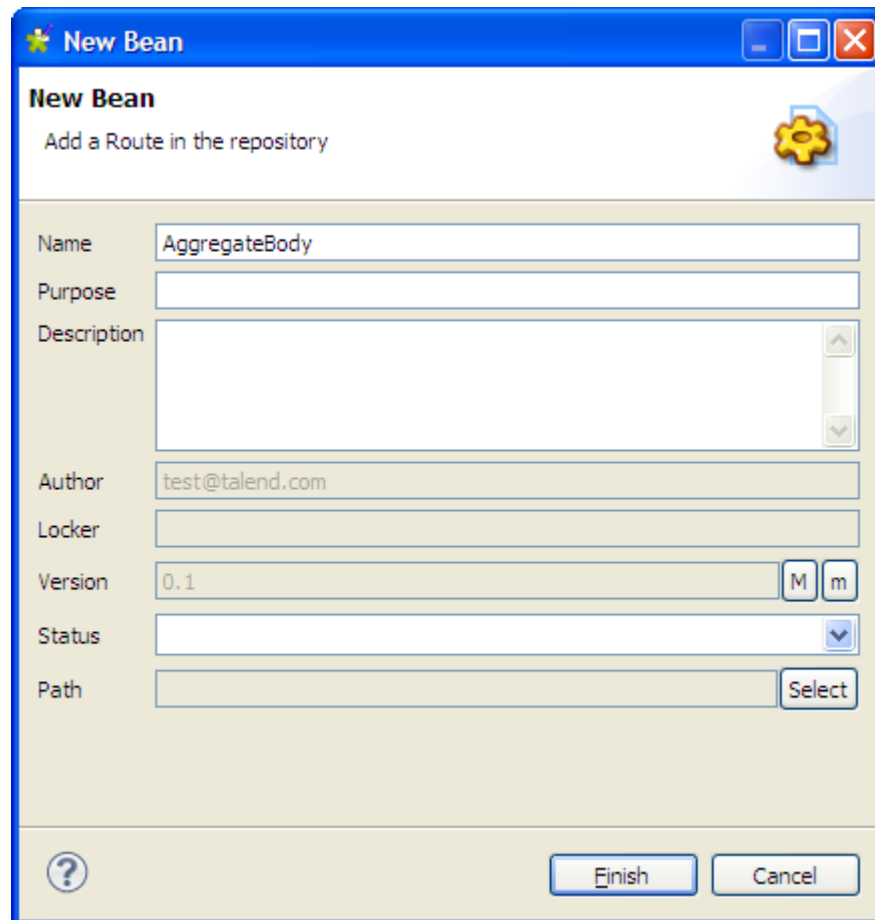 New Bean
New Bean
Add a Route in the repository
Name AggregateBody
Purpose
Description
Author test@talend.com
Locker
Version 0.1 M m
Status
Path Select
? Finish Cancel